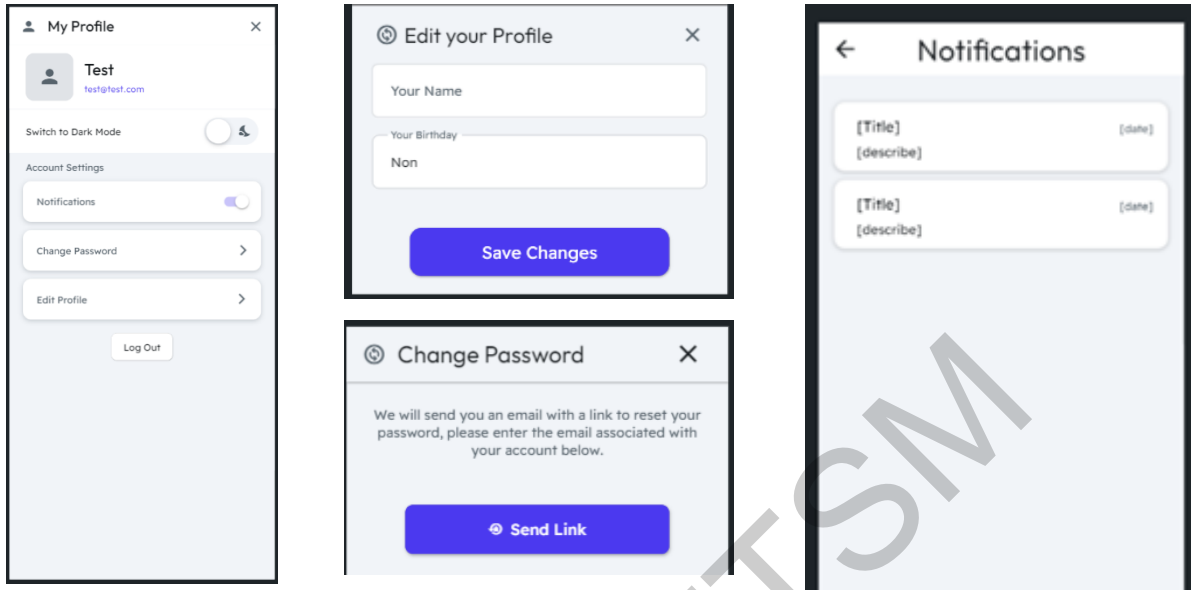 My Profile
Test
test@test.com
Switch to Dark Mode
Account Settings
Notifications
Change Password
Edit Profile
Log Out
Edit your Profile
Your Name
Your Birthday
Non
Save Changes
Change Password
We will send you an email with a link to reset your
password, please enter the email associated with
your account below.
Send Link
Notifications
[Title] [date]
[describe]
[Title] [date]
[describe]
TSM